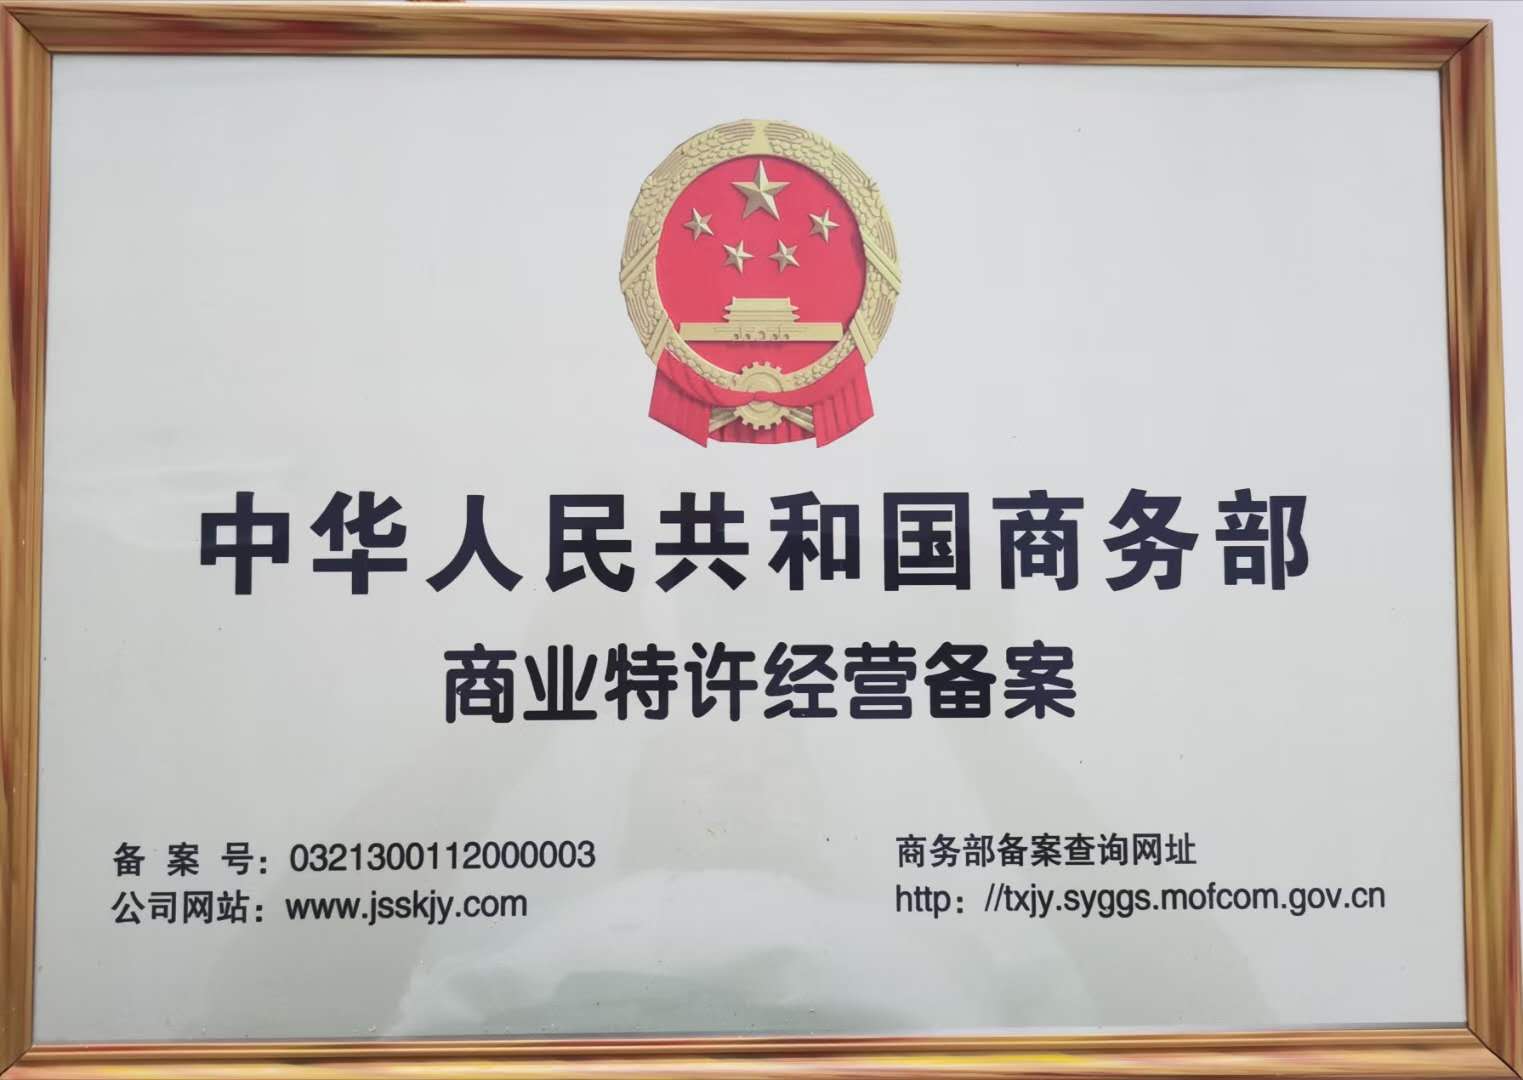 中华人民共和国商务部
商业特许经营备案
备 案 号：0321300112000003
公司网站：www.jsskjy.com
商务部备案查询网址
http：//txjy.syggs.mofcom.gov.cn